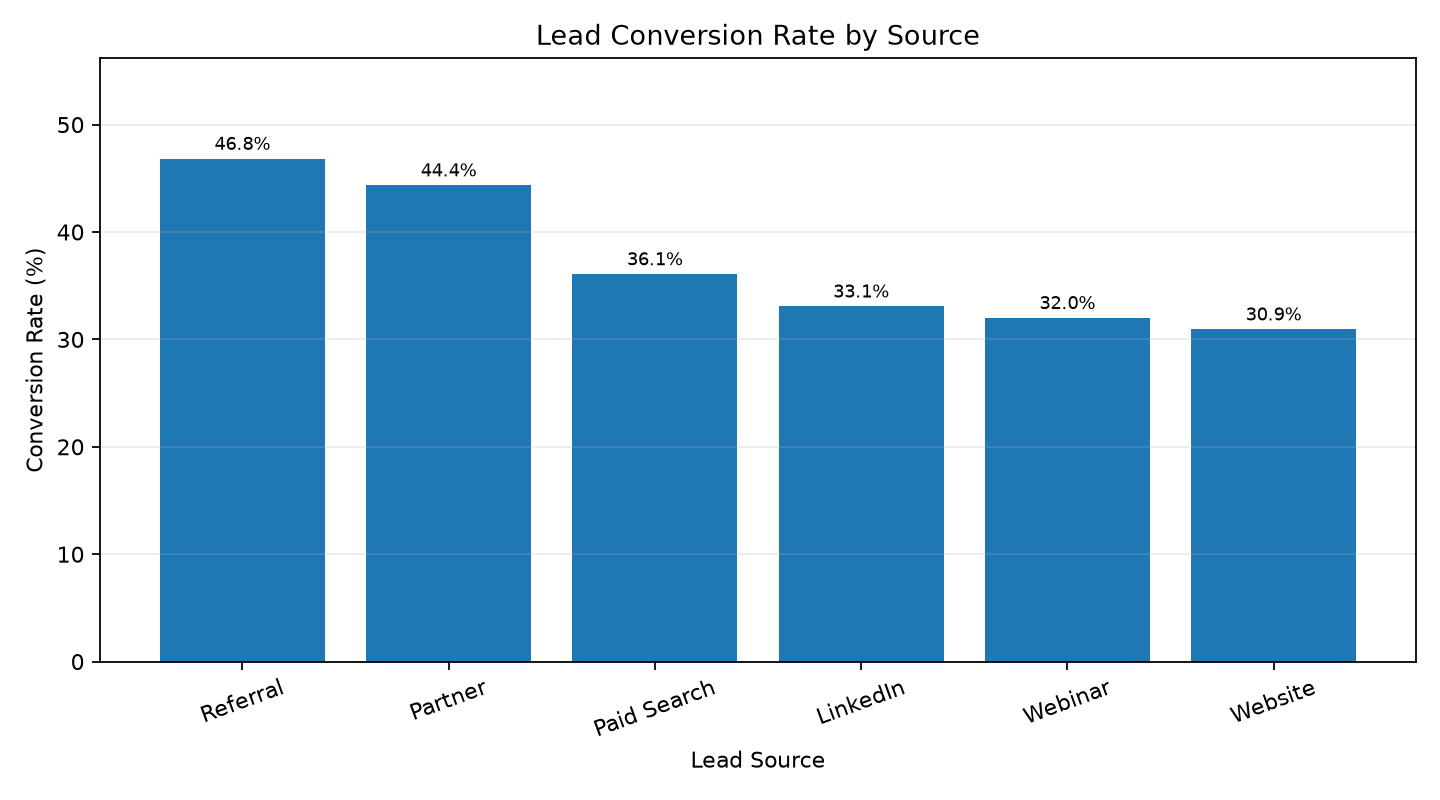 Lead Conversion Rate by Source
Conversion Rate (%)
50
40
30
20
10
0
46.8%
44.4%
36.1%
33.1%
32.0%
30.9%
Referral
Partner
Paid Search
LinkedIn
Webinar
Website
Lead Source